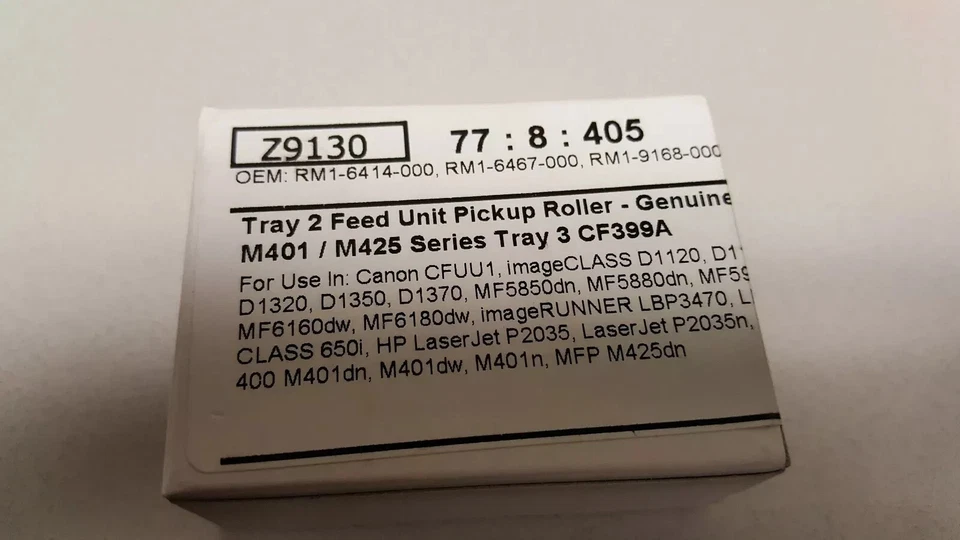 Z9130 77 : 8 : 405
OEM: RM1-6414-000, RM1-6467-000, RM1-9168-000
Tray 2 Feed Unit Pickup Roller - Genuine
M401 / M425 Series Tray 3 CF399A
For Use In: Canon CFUU1, imageCLASS D1120, D11
D1320, D1350, D1370, MF5850dn, MF5880dn, MF59
MF6160dw, MF6180dw, imageRUNNER LBP3470, L
CLASS 650i, HP LaserJet P2035, LaserJet P2035n,
400 M401dn, M401dw, M401n, MFP M425dn